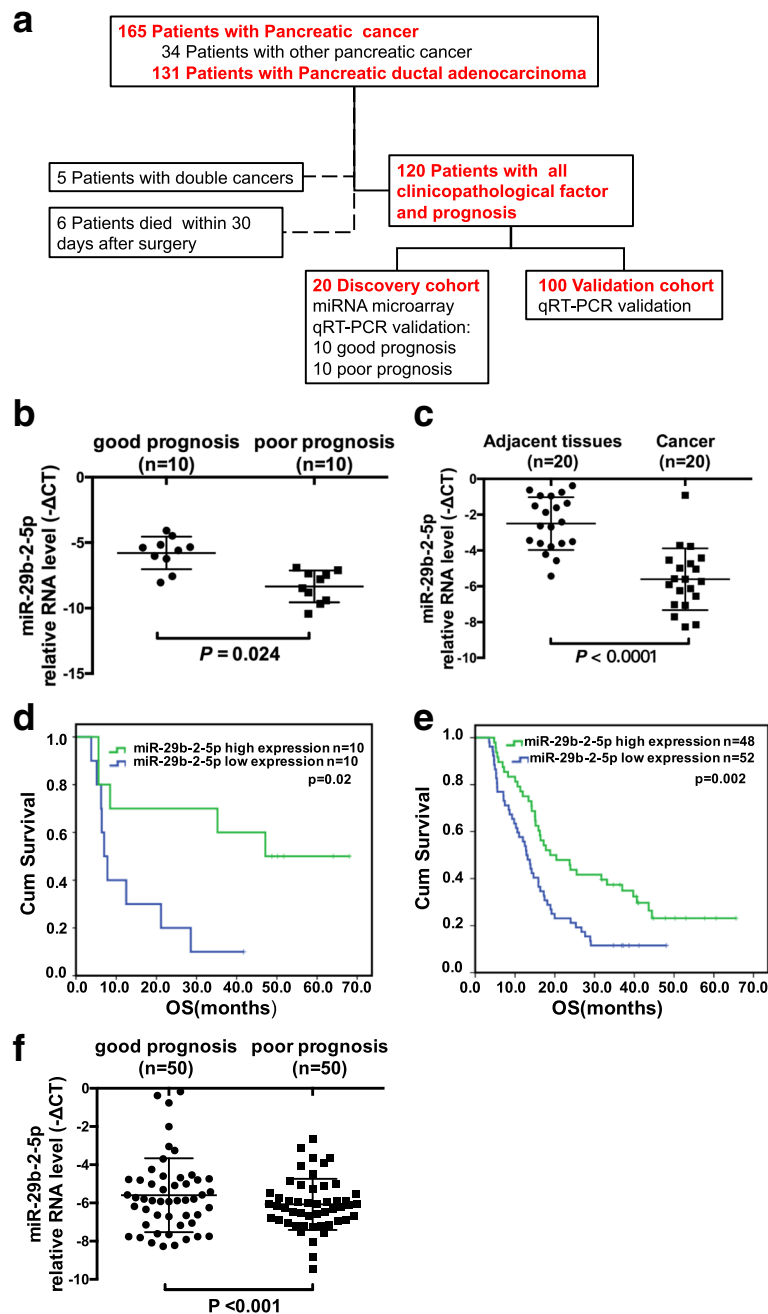 a
165 Patients with Pancreatic cancer
34 Patients with other pancreatic cancer
131 Patients with Pancreatic ductal adenocarcinoma
5 Patients with double cancers
6 Patients died within 30
days after surgery
120 Patients with all
clinicopathological factor
and prognosis
20 Discovery cohort
miRNA microarray
qRT-PCR validation:
10 good prognosis
10 poor prognosis
100 Validation cohort
qRT-PCR validation
b
good prognosis
(n=10)
poor prognosis
(n=10)
miR-29b-2-5p
relative RNA level (-ΔCT)
0
-5
-10
-15
P = 0.024
c
Adjacent tissues
(n=20)
Cancer
(n=20)
miR-29b-2-5p
relative RNA level (-ΔCT)
0
-2
-4
-6
-8
-10
P < 0.0001
d
miR-29b-2-5p high expression n=10
miR-29b-2-5p low expression n=10
p=0.02
Cum Survival
1.0
0.8
0.6
0.4
0.2
0.0
0.0 10.0 20.0 30.0 40.0 50.0 60.0 70.0
OS(months)
e
miR-29b-2-5p high expression n=48
miR-29b-2-5p low expression n=52
p=0.002
Cum Survival
1.0
0.8
0.6
0.4
0.2
0.0
0.0 10.0 20.0 30.0 40.0 50.0 60.0 70.0
OS(months)
f
good prognosis
(n=50)
poor prognosis
(n=50)
miR-29b-2-5p
relative RNA level (-ΔCT)
0
-2
-4
-6
-8
-10
P <0.001